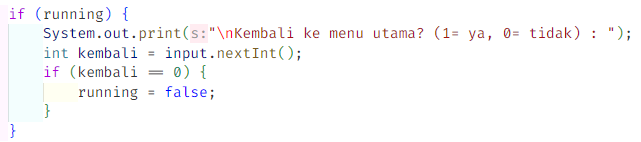 if (running) {
System.out.print(s:"\nKembali ke menu utama? (1= ya, 0= tidak) : ");
int kembali = input.nextInt();
if (kembali == 0) {
running = false;
}
}